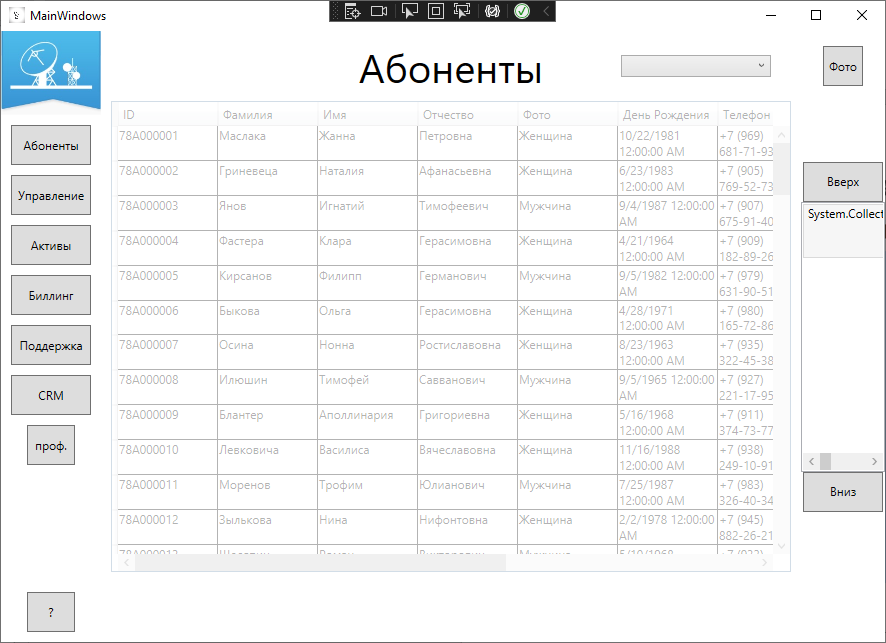 MainWindows
Абоненты
Фото
Абоненты
Управление
Активы
Биллинг
Поддержка
CRM
проф.
?
ID Фамилия Имя Отчество Фото День Рождения Телефон
78A000001 Маслака Жанна Петровна Женщина 10/22/1981 12:00:00 AM +7 (969) 681-71-93
78A000002 Гриневеца Наталия Афанасьевна Женщина 6/23/1983 12:00:00 AM +7 (905) 769-52-73
78A000003 Янов Игнатий Тимофеевич Мужчина 9/4/1987 12:00:00 AM +7 (907) 675-91-40
78A000004 Фастера Клара Герасимовна Женщина 4/21/1964 12:00:00 AM +7 (909) 182-89-26
78A000005 Кирсанов Филипп Германович Мужчина 9/5/1982 12:00:00 AM +7 (979) 631-90-51
78A000006 Быкова Ольга Герасимовна Женщина 4/28/1971 12:00:00 AM +7 (980) 165-72-86
78A000007 Осина Нонна Ростиславовна Женщина 8/23/1963 12:00:00 AM +7 (935) 322-45-38
78A000008 Илюшин Тимофей Савванович Мужчина 9/5/1965 12:00:00 AM +7 (927) 221-17-95
78A000009 Блантер Аполлинария Григориевна Женщина 5/16/1968 12:00:00 AM +7 (911) 374-73-77
78A000010 Левковича Василиса Вячеславовна Женщина 11/16/1988 12:00:00 AM +7 (938) 249-10-91
78A000011 Моренов Трофим Юлианович Мужчина 7/25/1987 12:00:00 AM +7 (983) 326-40-34
78A000012 Зылькова Нина Нифонтовна Женщина 2/2/1978 12:00:00 AM +7 (945) 882-26-21
Вверх
System.Collect
Вниз